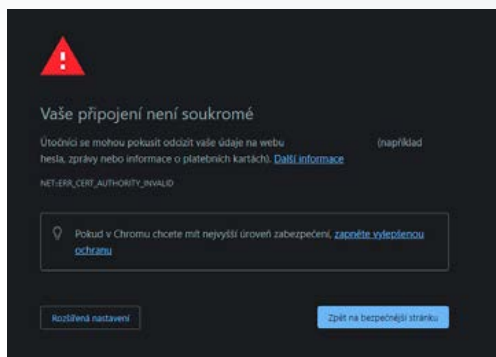 Vaše připojení není soukromé
Útočníci se mohou pokusit odcizit vaše údaje na webu (například
hesla, zprávy nebo informace o platebních kartách). Další informace
NET::ERR_CERT_AUTHORITY_INVALID
Pokud v Chromu chcete mít nejvyšší úroveň zabezpečení, zapněte vylepšenou
ochranu
Rozšířená nastavení
Zpět na bezpečnější stránku